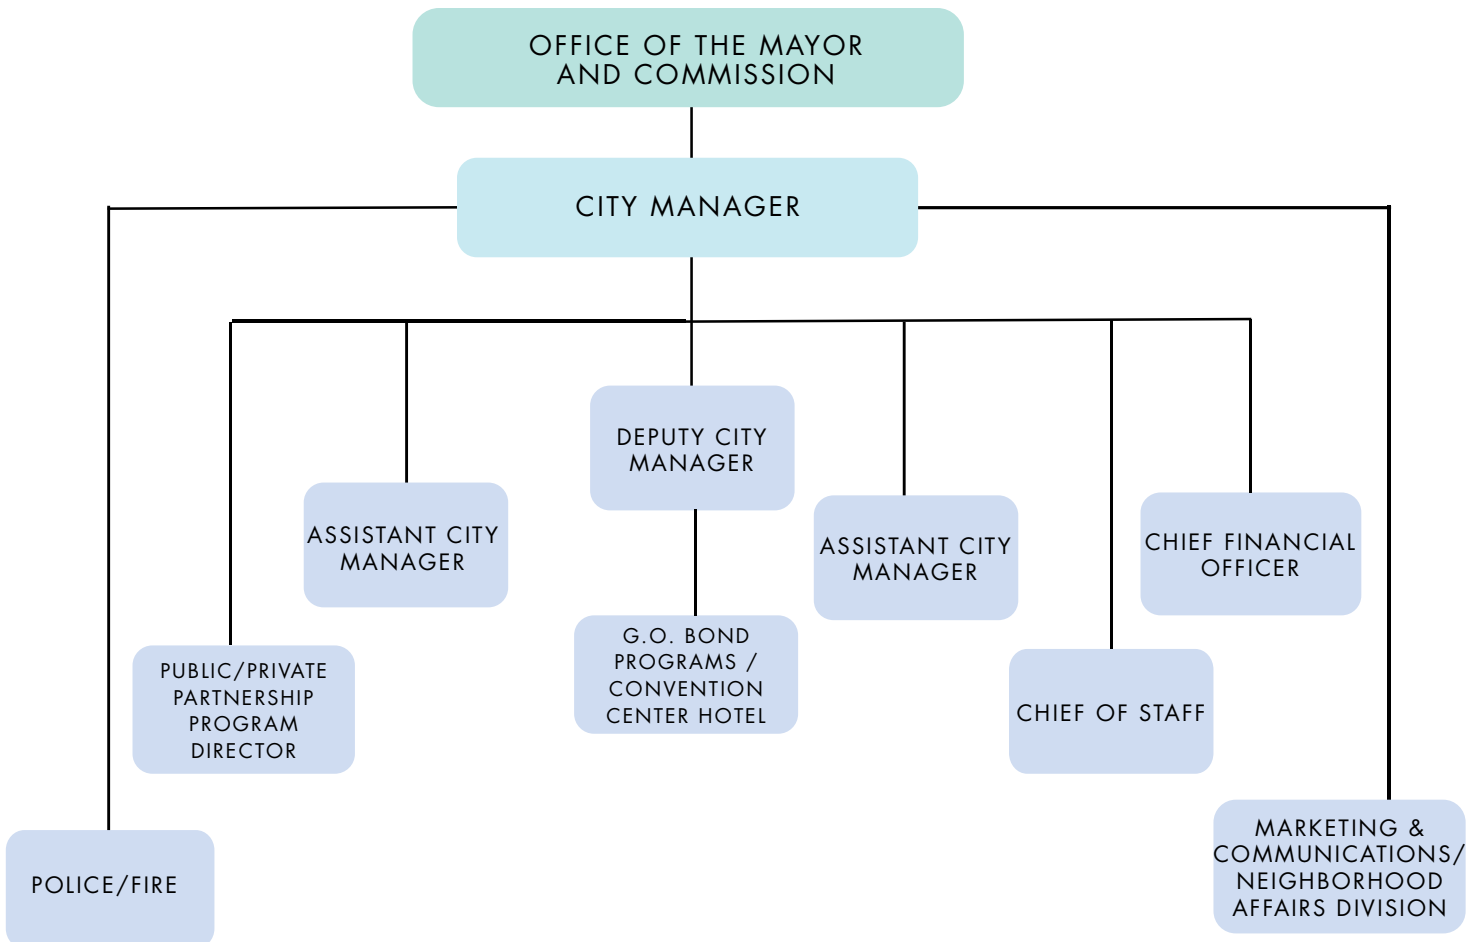 OFFICE OF THE MAYOR
AND COMMISSION
CITY MANAGER
DEPUTY CITY
MANAGER
ASSISTANT CITY
MANAGER
ASSISTANT CITY
MANAGER
CHIEF FINANCIAL
OFFICER
G.O. BOND
PROGRAMS /
CONVENTION
CENTER HOTEL
PUBLIC/PRIVATE
PARTNERSHIP
PROGRAM
DIRECTOR
CHIEF OF STAFF
POLICE/FIRE
MARKETING &
COMMUNICATIONS/
NEIGHBORHOOD
AFFAIRS DIVISION